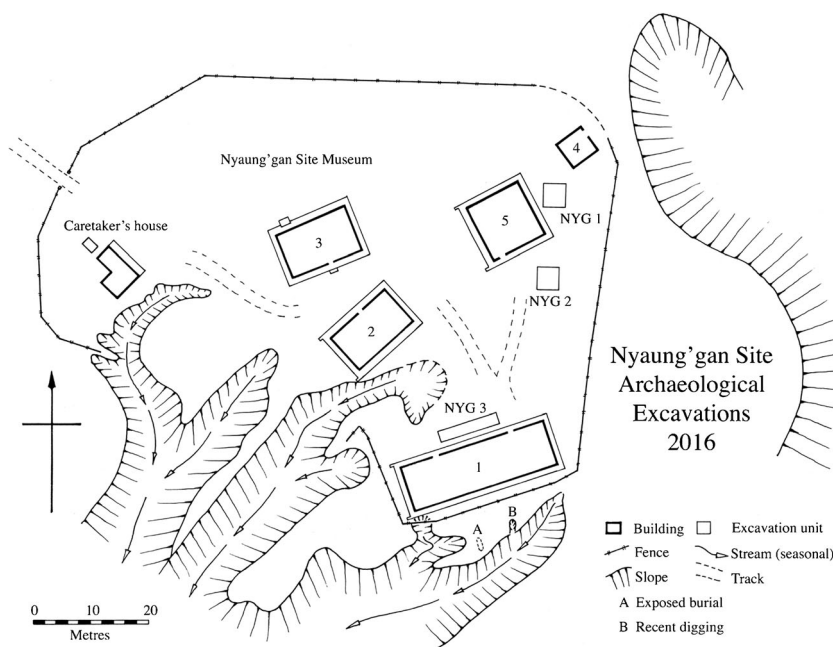 4
Nyaung'gan Site Museum
NYG 1
5
Caretaker's house
3
NYG 2
2
Nyaung'gan Site
Archaeological
Excavations
2016
NYG 3
1
A
B
Building
Excavation unit
Fence
Stream (seasonal)
Slope
Track
A Exposed burial
B Recent digging
0 10 20
Metres